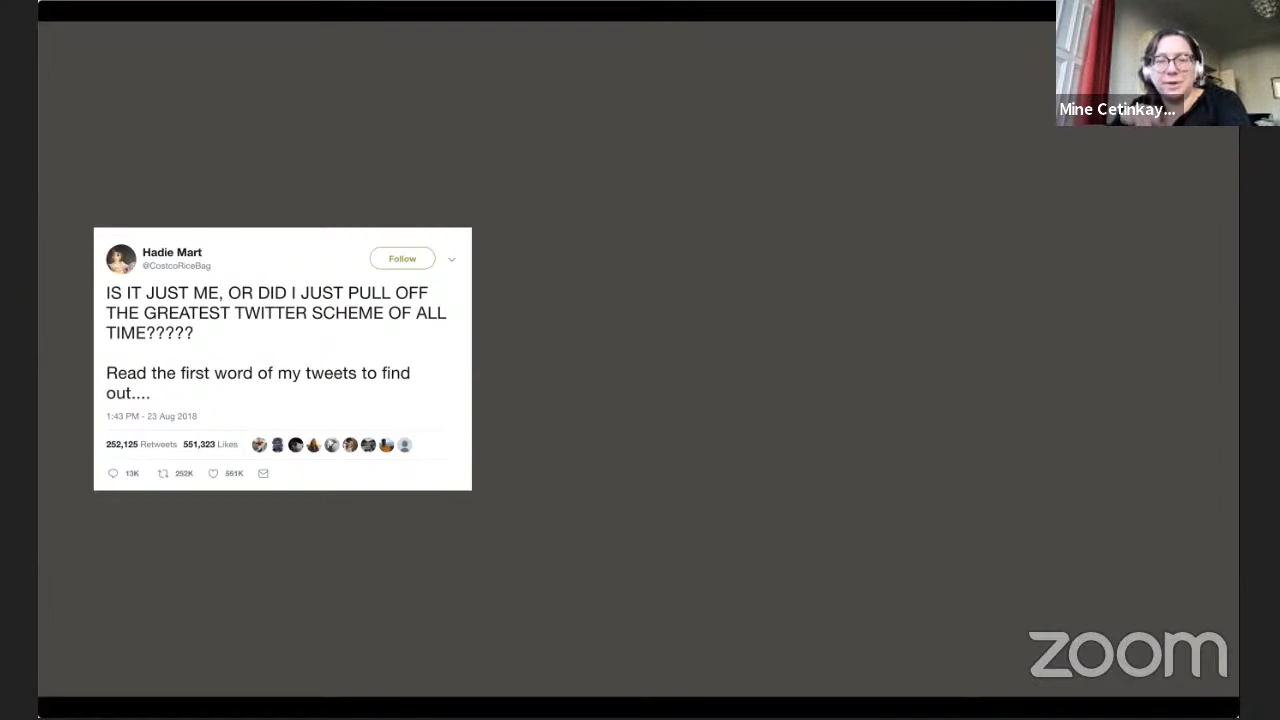 Mine Cetinkay...
Hadie Mart
@CostcoRiceBag
Follow
IS IT JUST ME, OR DID I JUST PULL OFF
THE GREATEST TWITTER SCHEME OF ALL
TIME?????
Read the first word of my tweets to find
out....
1:43 PM - 23 Aug 2018
252,125 Retweets 551,323 Likes
13K 252K 551K
zoom